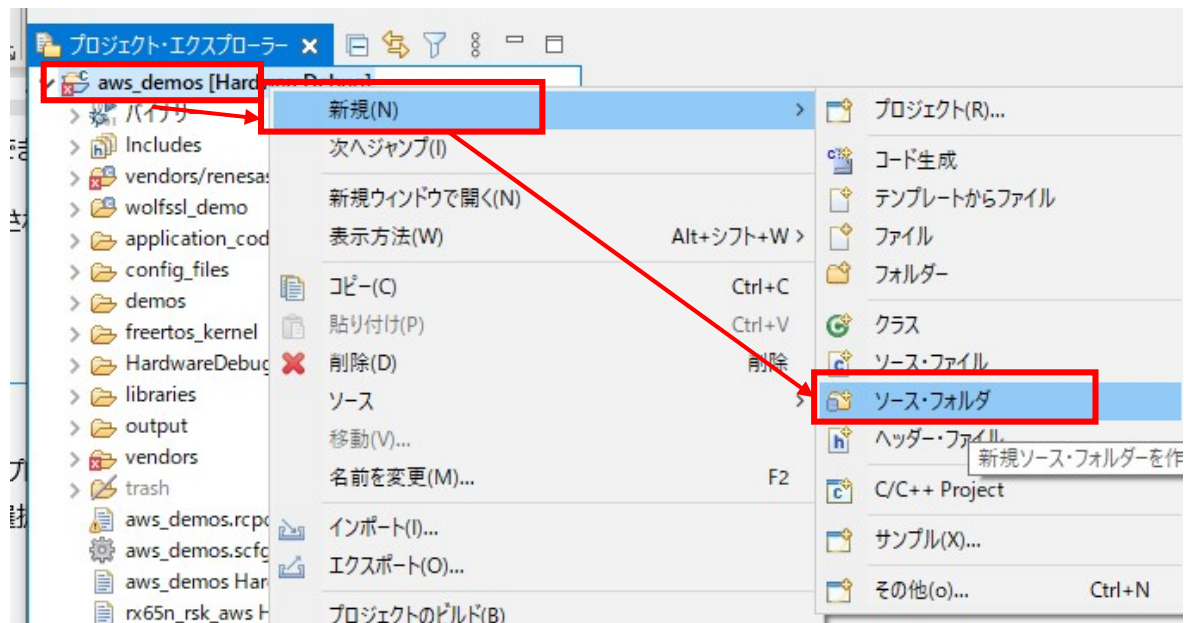 プロジェクト・エクスプローラー
aws_demos [Hardware Debug]
バイナリー
Includes
vendors/renesas
wolfssl_demo
application_cod
config_files
demos
freertos_kernel
HardwareDebug
libraries
output
vendors
trash
aws_demos.rcpc
aws_demos.scfg
aws_demos Har
rx65n_rsk_aws H
新規(N)
次へジャンプ(I)
新規ウィンドウで開く(N)
表示方法(W) Alt+シフト+W
コピー(C) Ctrl+C
貼り付け(P) Ctrl+V
削除(D) 削除
ソース
移動(V)...
名前を変更(M)... F2
インポート(I)...
エクスポート(O)...
プロジェクトのビルド(B)
プロジェクト(R)...
コード生成
テンプレートからファイル
ファイル
フォルダー
クラス
ソース・ファイル
ソース・フォルダ
ヘッダー・ファイル
新規ソース・フォルダーを作
C/C++ Project
サンプル(X)...
その他(o)... Ctrl+N